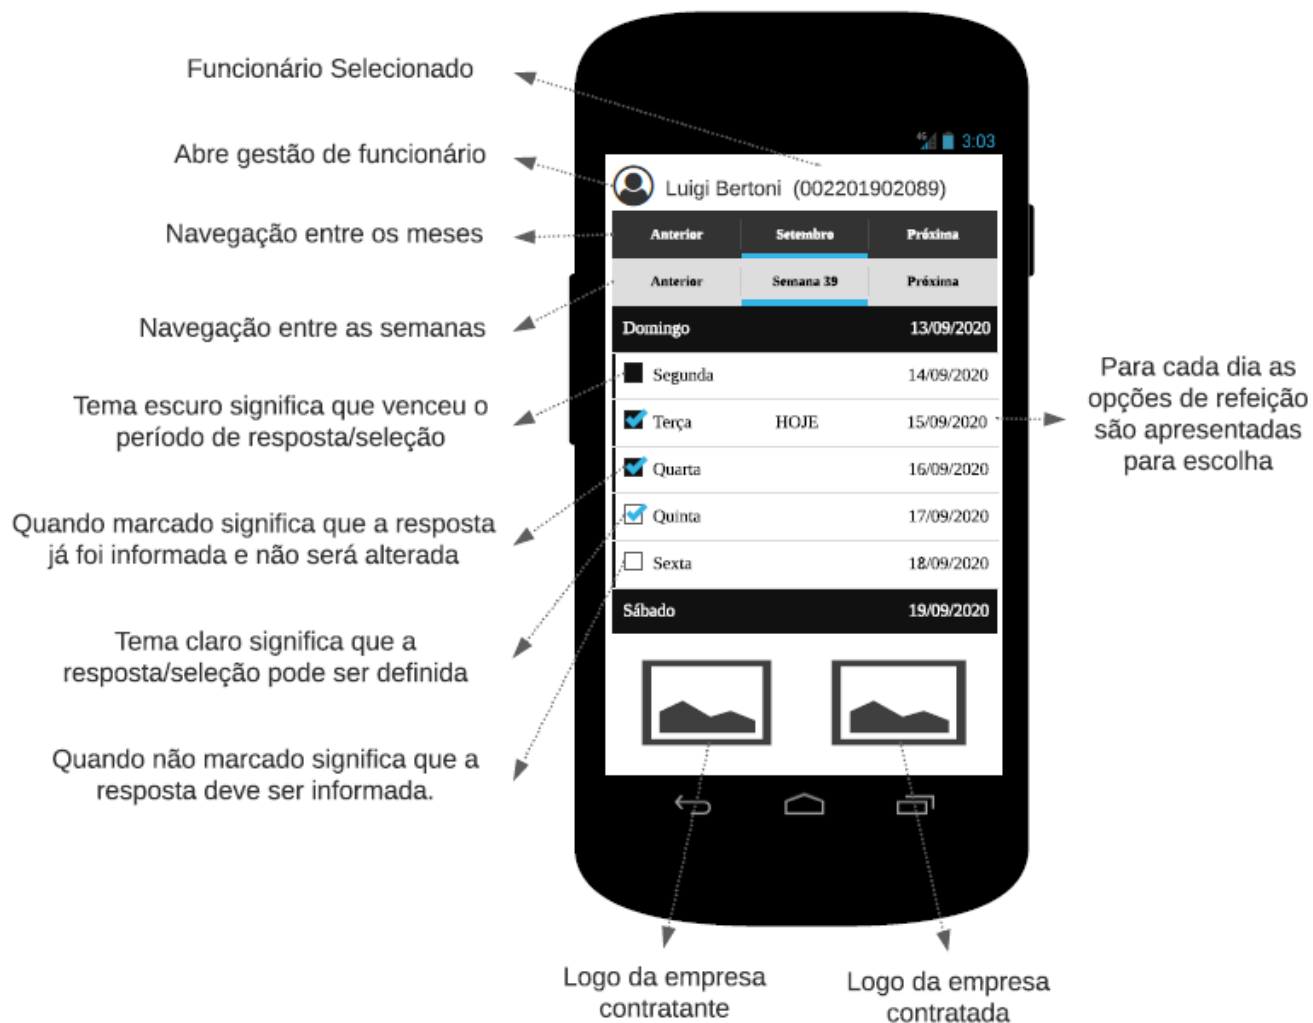 Funcionário Selecionado
Abre gestão de funcionário
Navegação entre os meses
Navegação entre as semanas
Tema escuro significa que venceu o
período de resposta/seleção
Quando marcado significa que a resposta
já foi informada e não será alterada
Tema claro significa que a
resposta/seleção pode ser definida
Quando não marcado significa que a
resposta deve ser informada.
4G 3:03
Luigi Bertoni (002201902089)
Anterior Setembro Próxima
Anterior Semana 39 Próxima
Domingo 13/09/2020
Segunda 14/09/2020
Terça HOJE 15/09/2020
Quarta 16/09/2020
Quinta 17/09/2020
Sexta 18/09/2020
Sábado 19/09/2020
Para cada dia as
opções de refeição
são apresentadas
para escolha
Logo da empresa
contratante
Logo da empresa
contratada